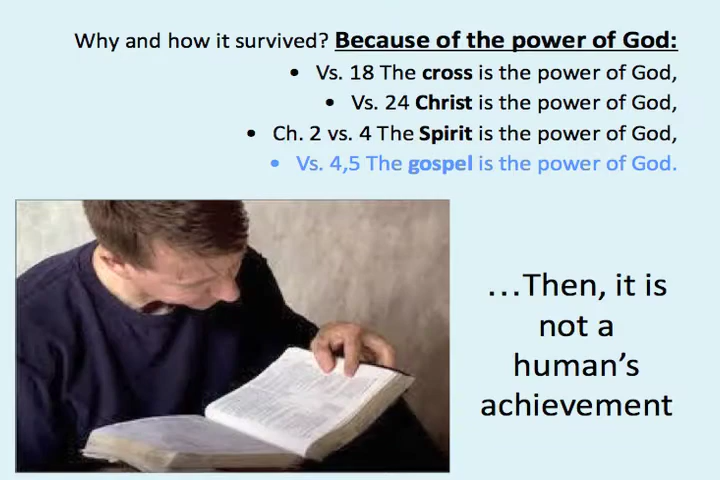 Why and how it survived? Because of the power of God:
• Vs. 18 The cross is the power of God,
• Vs. 24 Christ is the power of God,
• Ch. 2 vs. 4 The Spirit is the power of God,
• Vs. 4,5 The gospel is the power of God.
...Then, it is
not a
human’s
achievement